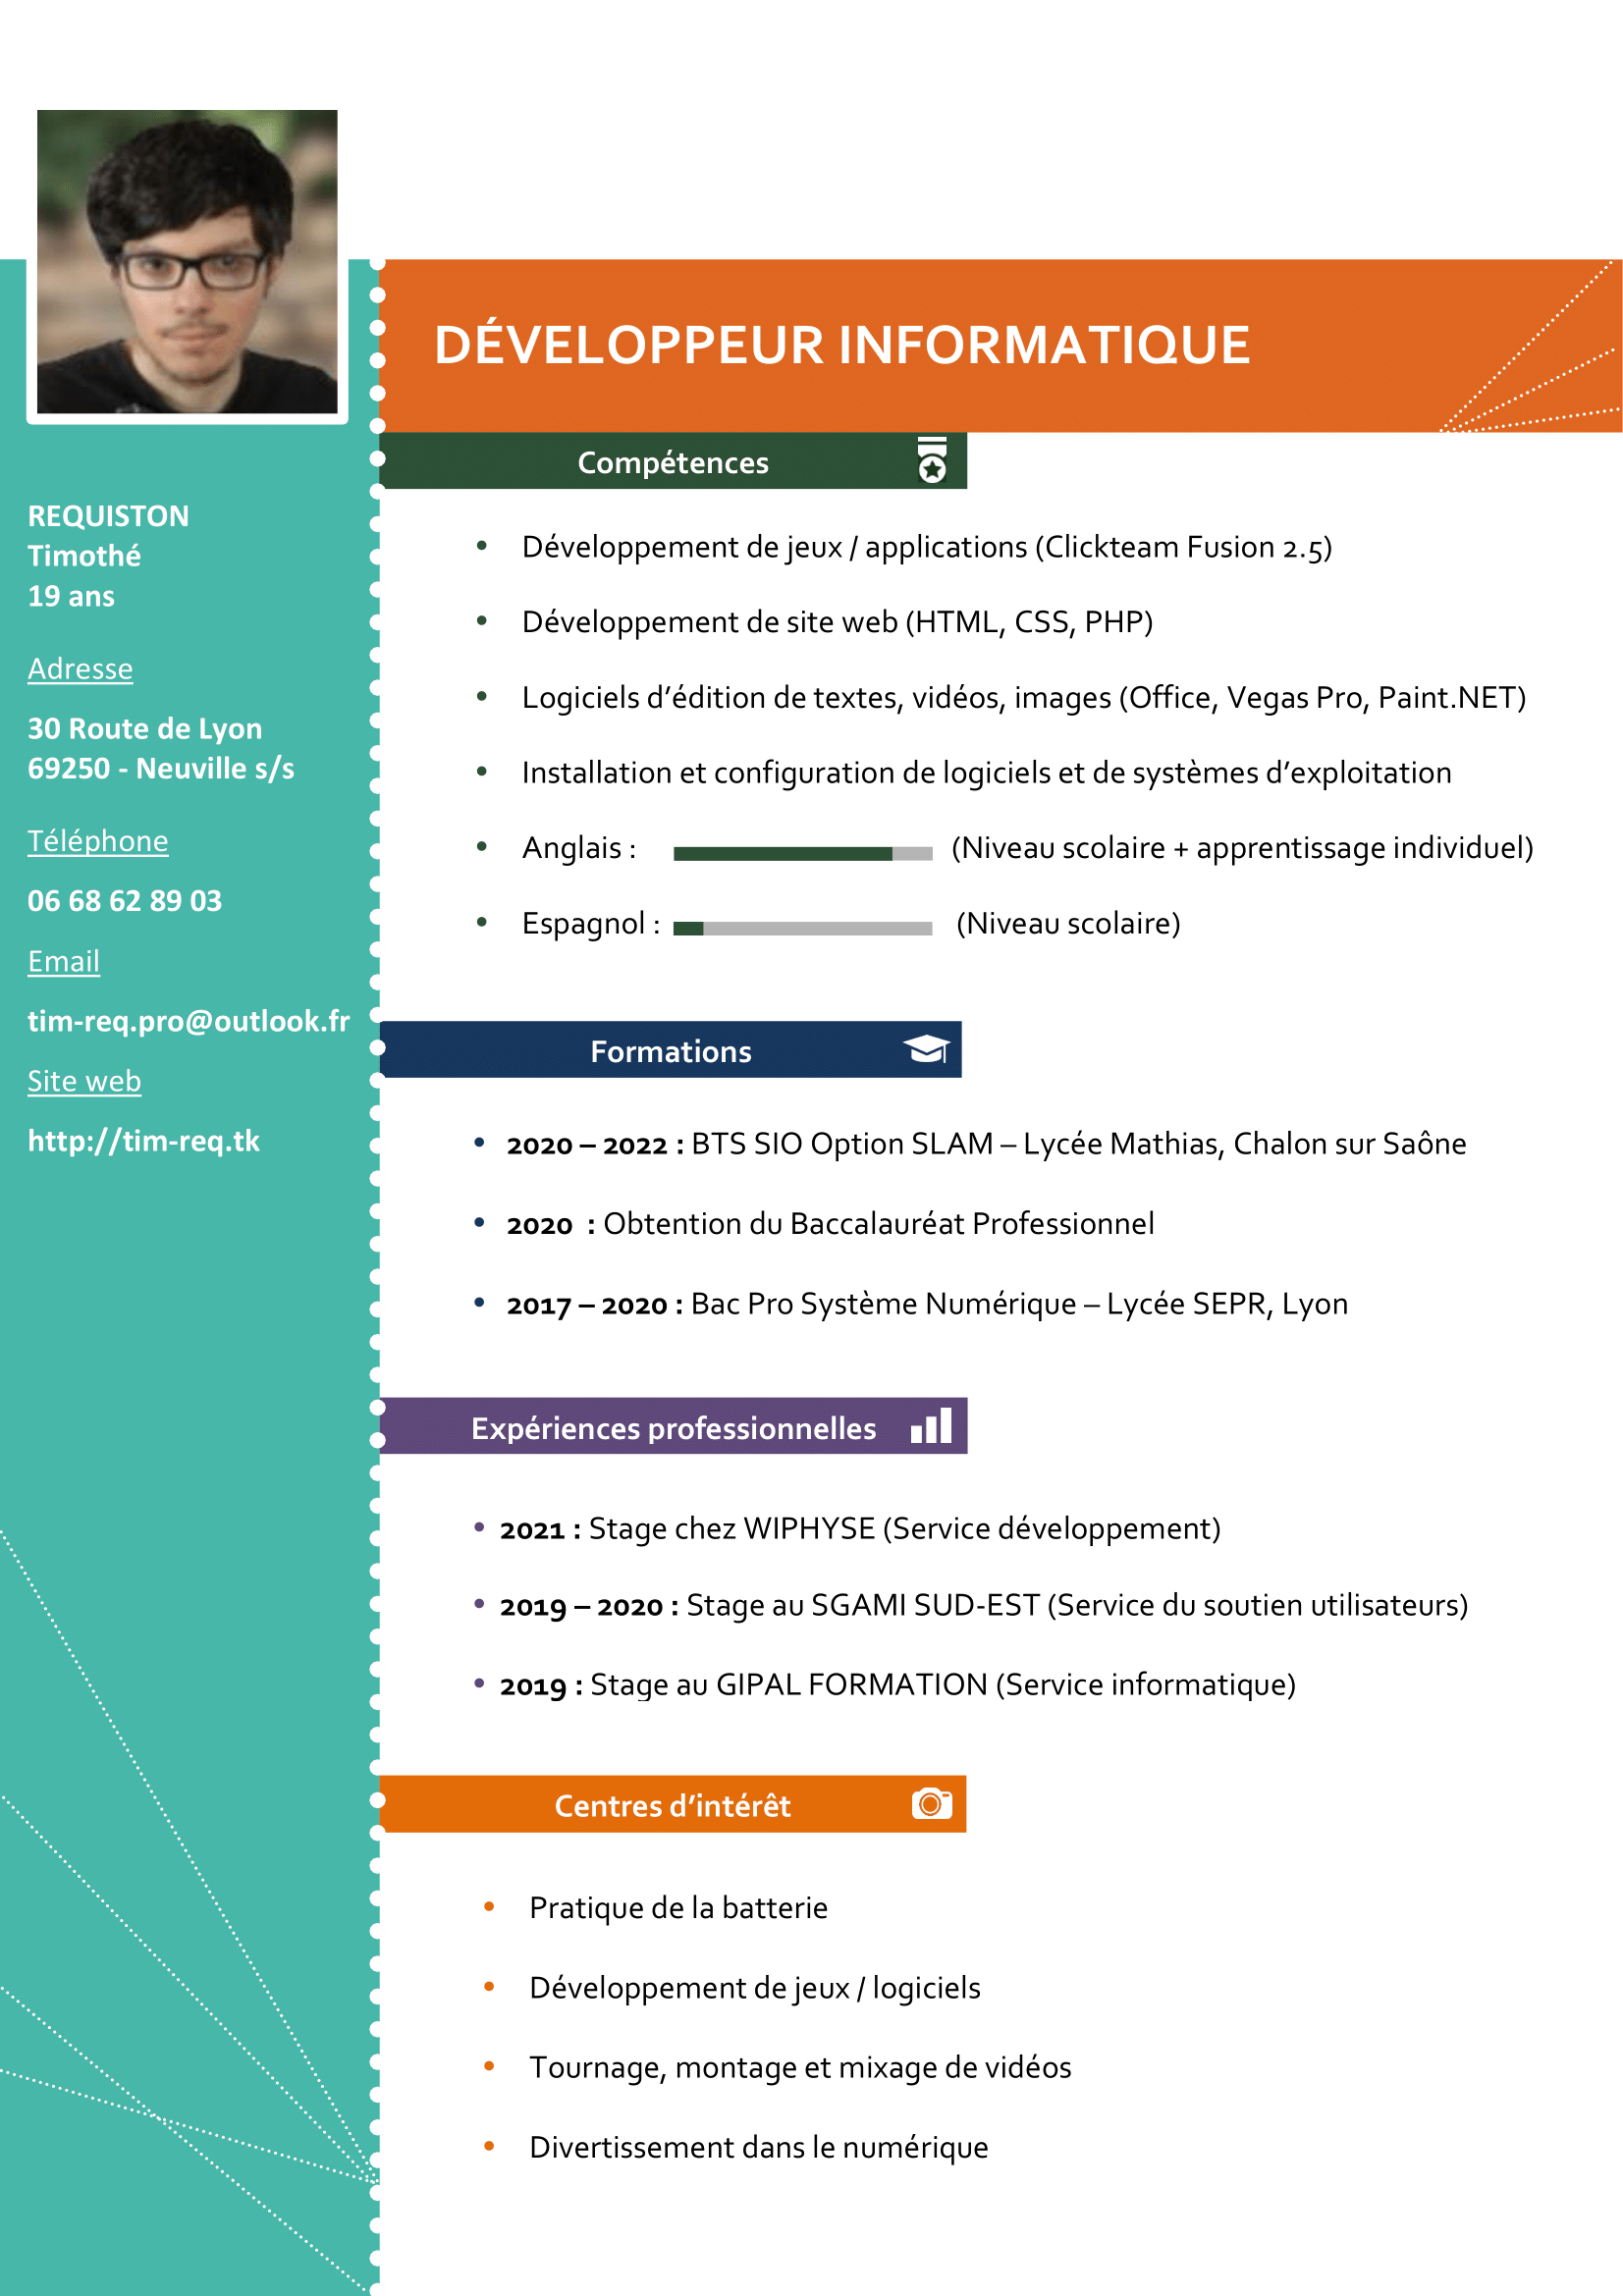 DÉVELOPPEUR INFORMATIQUE
REQUISTON
Timothé
19 ans
Adresse
30 Route de Lyon
69250 - Neuville s/s
Téléphone
06 68 62 89 03
Email
tim-req.pro@outlook.fr
Site web
http://tim-req.tk
Compétences
• Développement de jeux / applications (Clickteam Fusion 2.5)
• Développement de site web (HTML, CSS, PHP)
• Logiciels d’édition de textes, vidéos, images (Office, Vegas Pro, Paint.NET)
• Installation et configuration de logiciels et de systèmes d’exploitation
• Anglais : (Niveau scolaire + apprentissage individuel)
• Espagnol : (Niveau scolaire)
Formations
• 2020 – 2022 : BTS SIO Option SLAM – Lycée Mathias, Chalon sur Saône
• 2020 : Obtention du Baccalauréat Professionnel
• 2017 – 2020 : Bac Pro Système Numérique – Lycée SEPR, Lyon
Expériences professionnelles
• 2021 : Stage chez WIPHYSE (Service développement)
• 2019 – 2020 : Stage au SGAMI SUD-EST (Service du soutien utilisateurs)
• 2019 : Stage au GIPAL FORMATION (Service informatique)
Centres d’intérêt
• Pratique de la batterie
• Développement de jeux / logiciels
• Tournage, montage et mixage de vidéos
• Divertissement dans le numérique